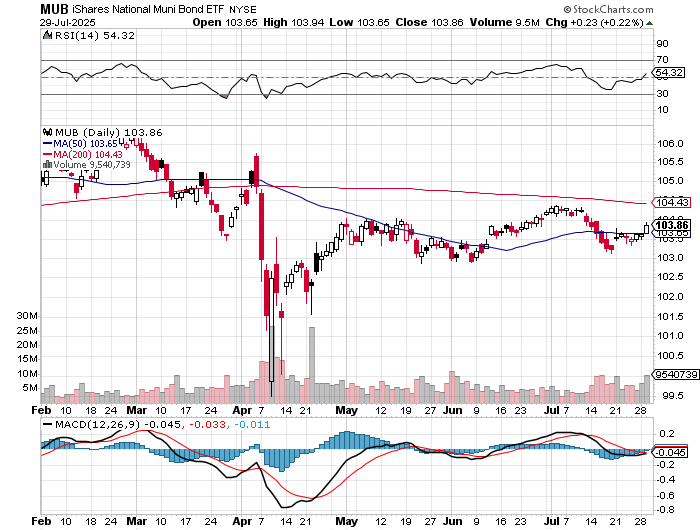 MUB iShares National Muni Bond ETF NYSE © StockCharts.com
29-Jul-2025 Open 103.65 High 103.94 Low 103.65 Close 103.86 Volume 9.5M Chg +0.23 (+0.22%)
RSI(14) 54.32
90
70
54.32
50
30
10
MUB (Daily) 103.86
MA(50) 103.65
MA(200) 104.43
Volume 9,540,739
106.0
105.5
105.0
104.5
104.43
104.0
103.86
103.65
103.5
103.0
102.5
102.0
101.5
101.0
100.5
100.0
9540739
99.5
30M
25M
20M
15M
10M
5M
Feb 10 18 24 Mar 10 17 24 Apr 7 14 21 May 12 19 27 Jun 9 16 23 Jul 7 14 21 28
MACD(12,26,9) -0.045, -0.033, -0.011
0.2
-0.045
-0.2
-0.4
-0.6
-0.8
Feb 10 18 24 Mar 10 17 24 Apr 7 14 21 May 12 19 27 Jun 9 16 23 Jul 7 14 21 28